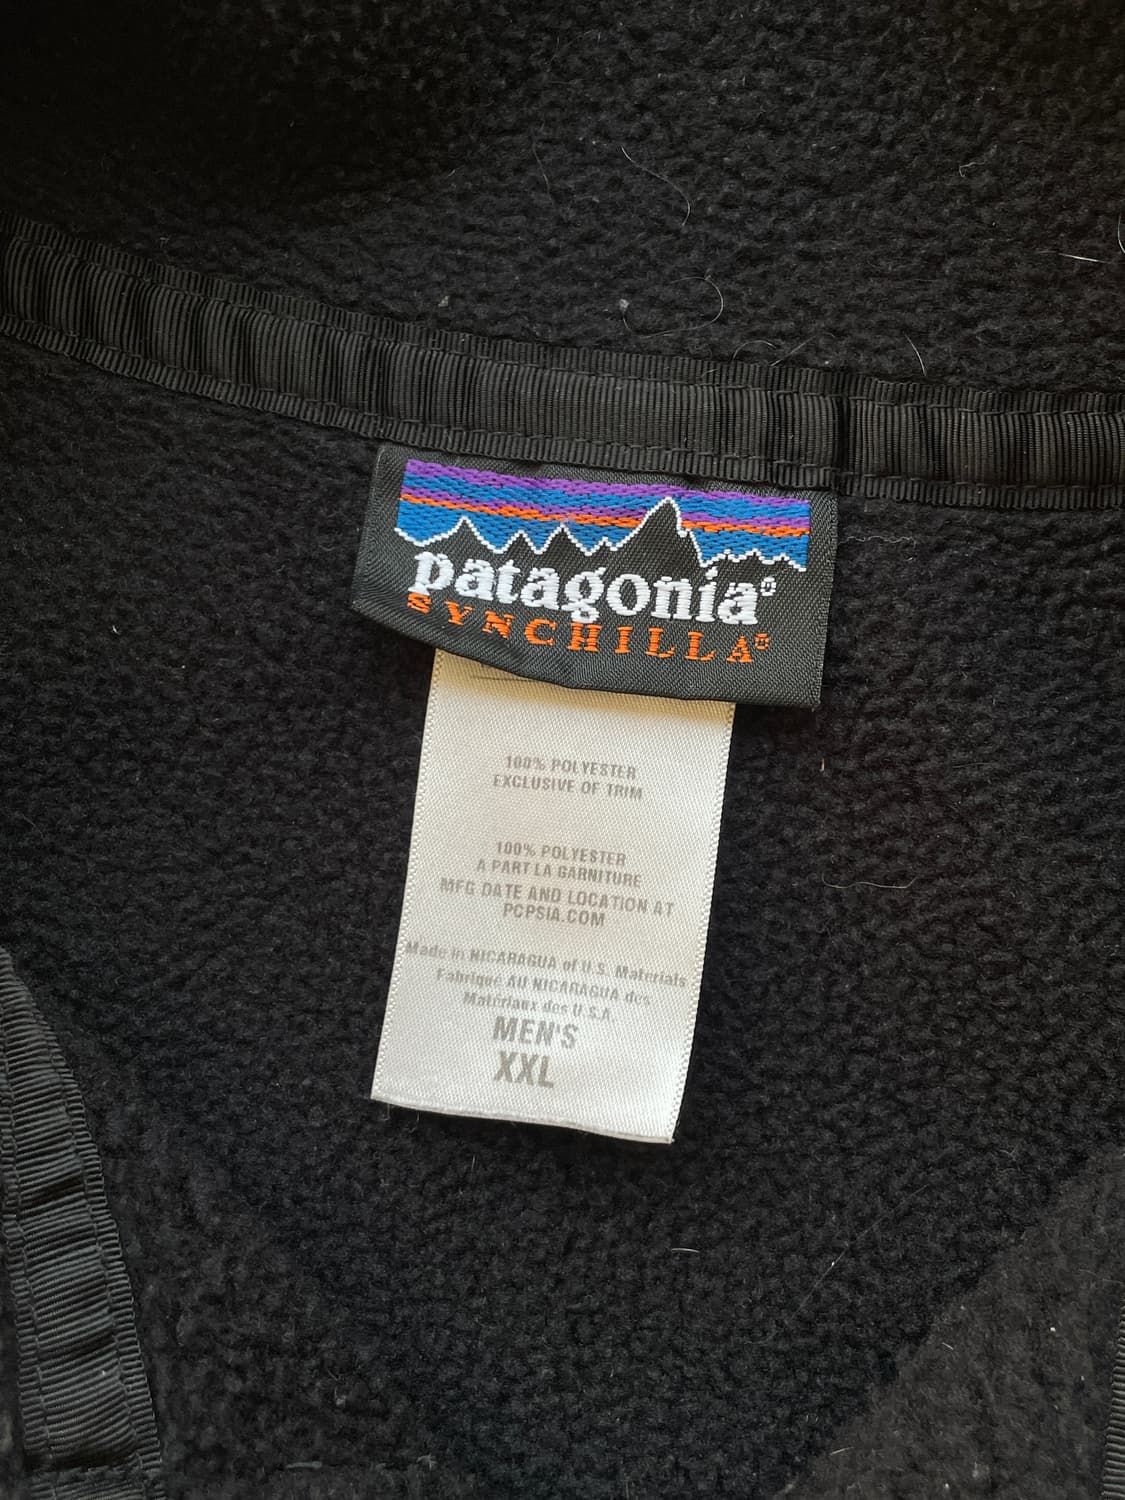 patagonia®
SYNCHILLA®
100% POLYESTER
EXCLUSIVE OF TRIM
100% POLYESTER
A PART LA GARNITURE
MFG DATE AND LOCATION AT
PCPSIA.COM
Made in NICARAGUA of U.S. Materials
Fabriqué AU NICARAGUA des
Matériaux des U.S.A.
MEN'S
XXL